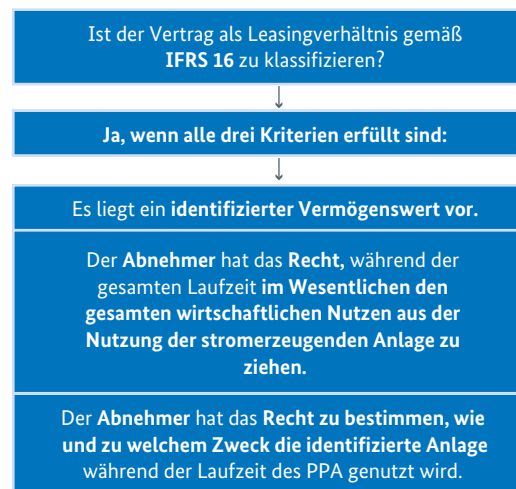 Ist der Vertrag als Leasingverhältnis gemäß
IFRS 16 zu klassifizieren?
↓
Ja, wenn alle drei Kriterien erfüllt sind:
↓
Es liegt ein identifizierter Vermögenswert vor.
Der Abnehmer hat das Recht, während der
gesamten Laufzeit im Wesentlichen den
gesamten wirtschaftlichen Nutzen aus der
Nutzung der stromerzeugenden Anlage zu
ziehen.
Der Abnehmer hat das Recht zu bestimmen, wie
und zu welchem Zweck die identifizierte Anlage
während der Laufzeit des PPA genutzt wird.